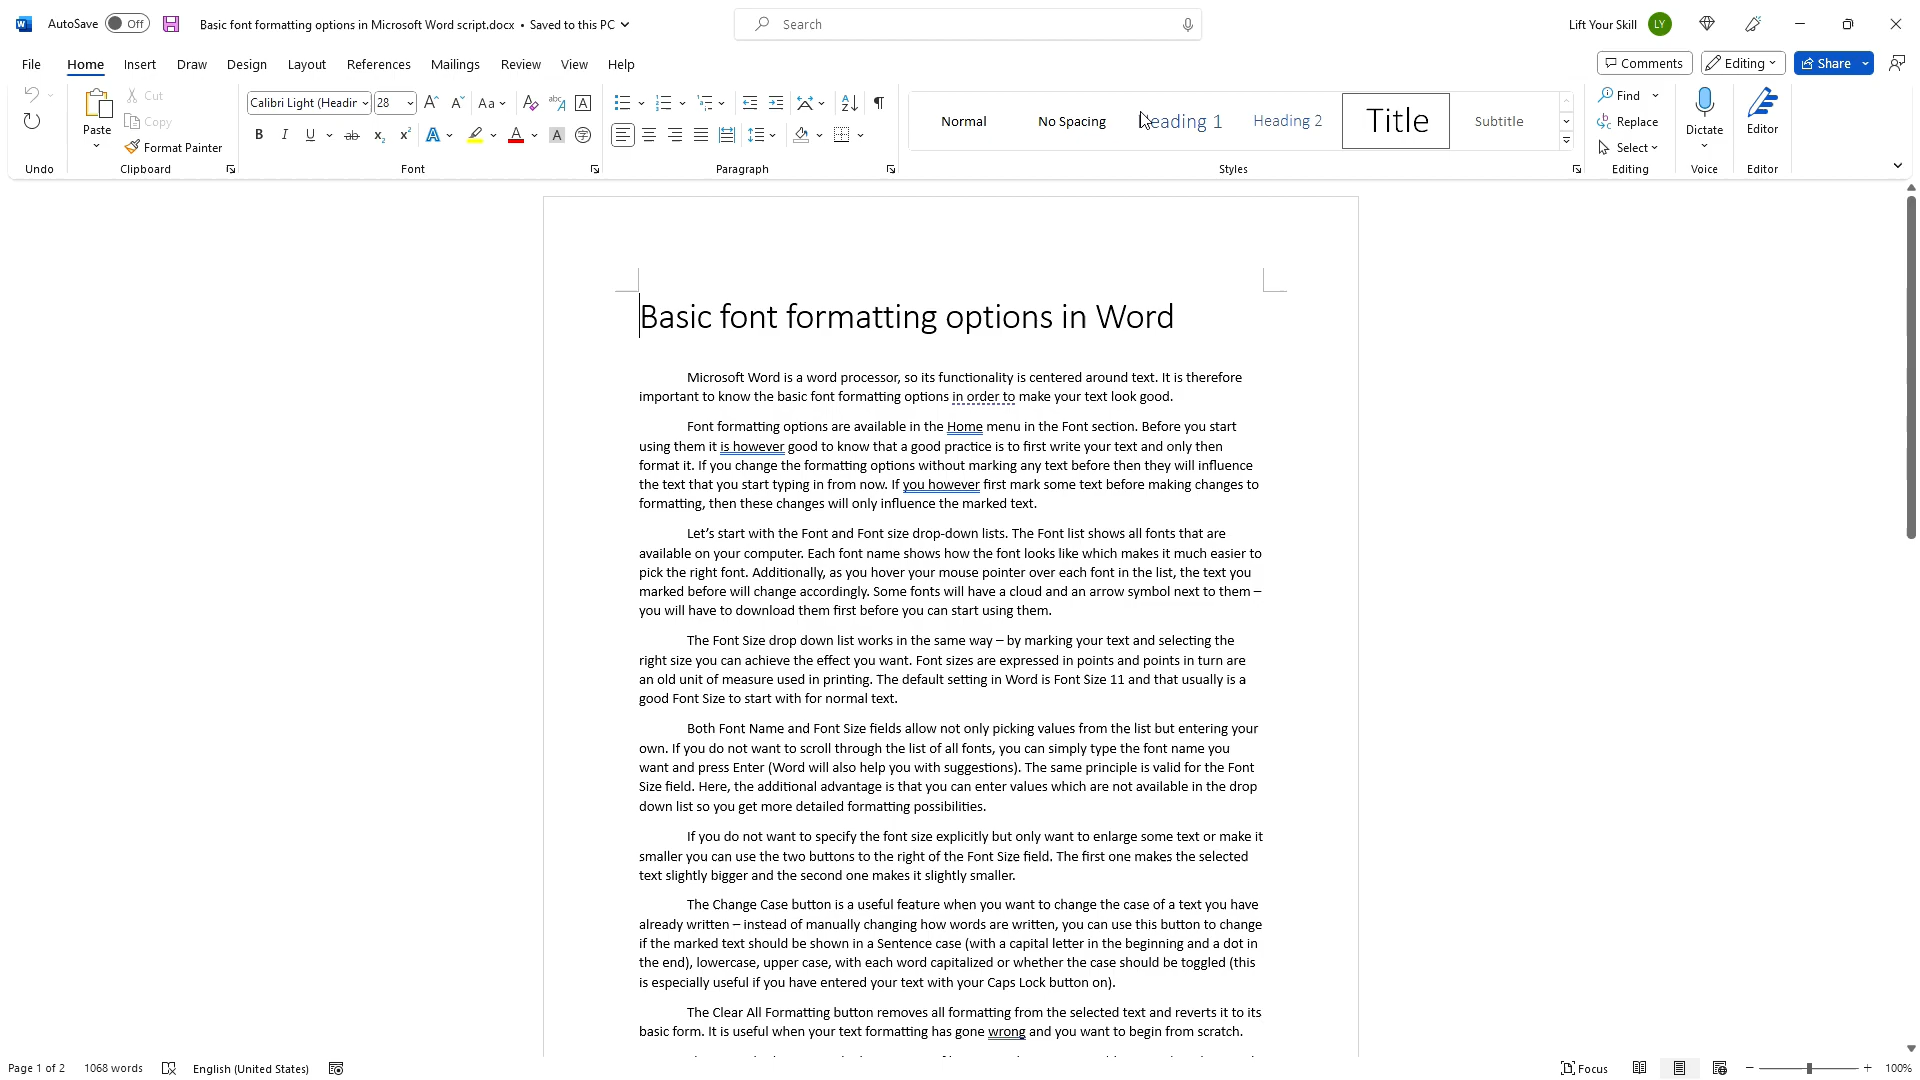 AutoSave Off Basic font formatting options in Microsoft Word script.docx • Saved to this PC Search Lift Your Skill LY
File Home Insert Draw Design Layout References Mailings Review View Help Comments Editing Share
Paste Cut Copy Format Painter
Calibri Light (Headir 28
Normal No Spacing Heading 1 Heading 2 Title Subtitle
Find Replace Select
Dictate Editor
Undo Clipboard Font Paragraph Styles Editing Voice Editor
Basic font formatting options in Word
Microsoft Word is a word processor, so its functionality is centered around text. It is therefore
important to know the basic font formatting options in order to make your text look good.
Font formatting options are available in the Home menu in the Font section. Before you start
using them it is however good to know that a good practice is to first write your text and only then
format it. If you change the formatting options without marking any text before then they will influence
the text that you start typing in from now. If you however first mark some text before making changes to
formatting, then these changes will only influence the marked text.
Let’s start with the Font and Font size drop-down lists. The Font list shows all fonts that are
available on your computer. Each font name shows how the font looks like which makes it much easier to
pick the right font. Additionally, as you hover your mouse pointer over each font in the list, the text you
marked before will change accordingly. Some fonts will have a cloud and an arrow symbol next to them –
you will have to download them first before you can start using them.
The Font Size drop down list works in the same way – by marking your text and selecting the
right size you can achieve the effect you want. Font sizes are expressed in points and points in turn are
an old unit of measure used in printing. The default setting in Word is Font Size 11 and that usually is a
good Font Size to start with for normal text.
Both Font Name and Font Size fields allow not only picking values from the list but entering your
own. If you do not want to scroll through the list of all fonts, you can simply type the font name you
want and press Enter (Word will also help you with suggestions). The same principle is valid for the Font
Size field. Here, the additional advantage is that you can enter values which are not available in the drop
down list so you get more detailed formatting possibilities.
If you do not want to specify the font size explicitly but only want to enlarge some text or make it
smaller you can use the two buttons to the right of the Font Size field. The first one makes the selected
text slightly bigger and the second one makes it slightly smaller.
The Change Case button is a useful feature when you want to change the case of a text you have
already written – instead of manually changing how words are written, you can use this button to change
if the marked text should be shown in a Sentence case (with a capital letter in the beginning and a dot in
the end), lowercase, upper case, with each word capitalized or whether the case should be toggled (this
is especially useful if you have entered your text with your Caps Lock button on).
The Clear All Formatting button removes all formatting from the selected text and reverts it to its
basic form. It is useful when your text formatting has gone wrong and you want to begin from scratch.
Page 1 of 2 1068 words English (United States) Focus 100%